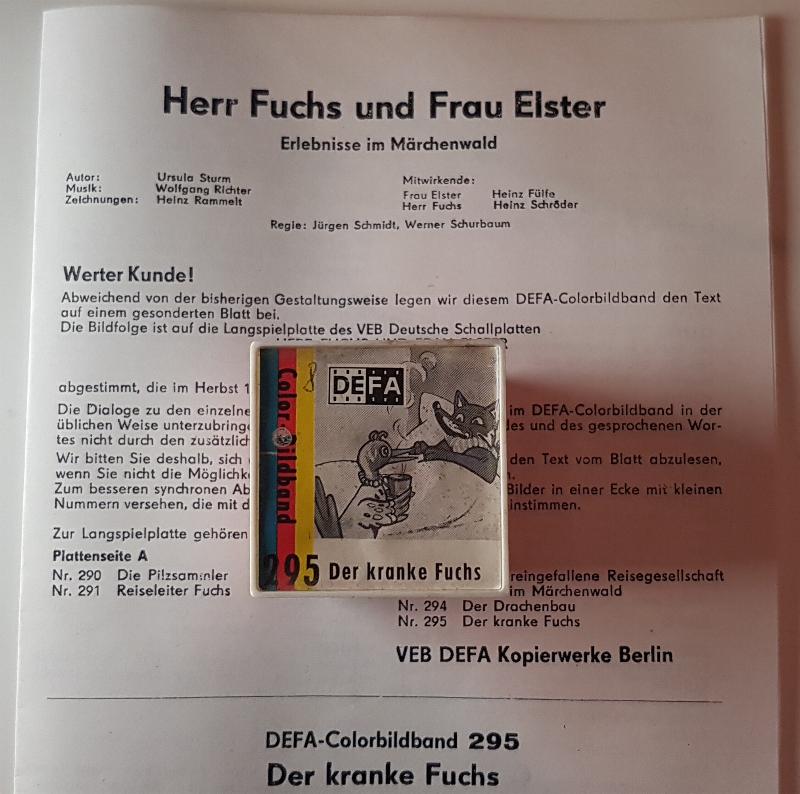 Herr Fuchs und Frau Elster
Erlebnisse im Märchenwald
Autor: Ursula Sturm
Musik: Wolfgang Richter
Zeichnungen: Heinz Rammelt
Mitwirkende:
Frau Elster Heinz Fülfe
Herr Fuchs Heinz Schröder
Regie: Jürgen Schmidt, Werner Schurbaum
Werter Kunde!
Abweichend von der bisherigen Gestaltungsweise legen wir diesem DEFA-Colorbildband den Text
auf einem gesonderten Blatt bei.
Die Bildfolge ist auf die Langspielplatte des VEB Deutsche Schallplatten
abgestimmt, die im Herbst 1
Die Dialoge zu den einzelne im DEFA-Colorbildband in der
üblichen Weise unterzubring des und des gesprochenen Wor-
tes nicht durch den zusätzlich
Wir bitten Sie deshalb, sich den Text vom Blatt abzulesen,
wenn Sie nicht die Möglichk
Zum besseren synchronen Ab Bilder in einer Ecke mit kleinen
Nummern versehen, die mit d instimmen.
Zur Langspielplatte gehören
Plattenseite A
Nr. 290 Die Pilzsammler
Nr. 291 Reiseleiter Fuchs
reingefallene Reisegesellschaft
im Märchenwald
Nr. 294 Der Drachenbau
Nr. 295 Der kranke Fuchs
VEB DEFA Kopierwerke Berlin
DEFA-Colorbildband 295
Der kranke Fuchs
8
DEFA
Color-Bildband
295 Der kranke Fuchs